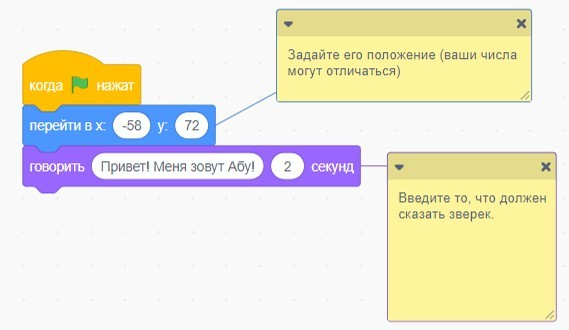 Задайте его положение (ваши числа
могут отличаться)
когда нажат
перейти в x: -58 y: 72
говорить Привет! Меня зовут Абу! 2 секунд
Введите то, что должен
сказать зверек.